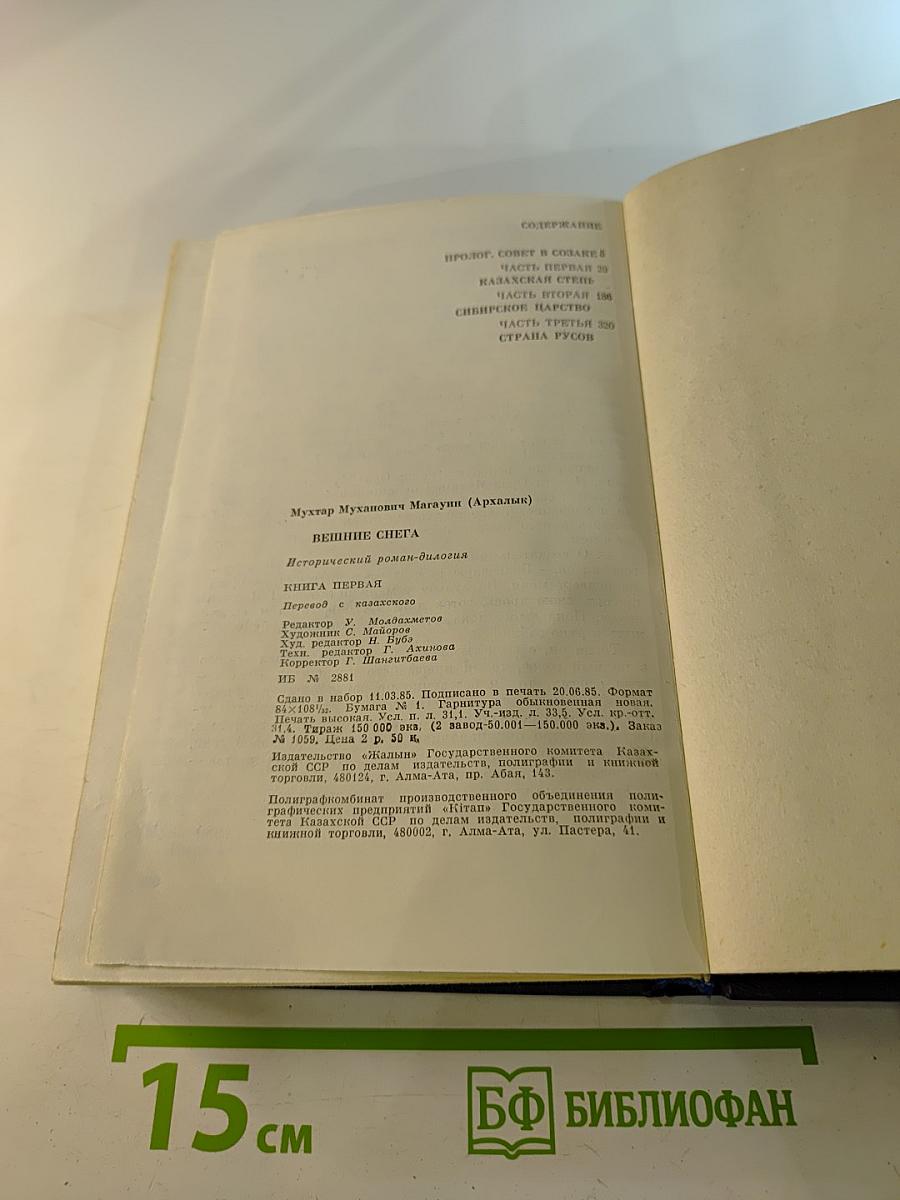 СОДЕРЖАНИЕ
ПРОЛОГ. СОВЕТ В СОЗАКЕ 5
ЧАСТЬ ПЕРВАЯ 29
КАЗАХСКАЯ СТЕПЬ
ЧАСТЬ ВТОРАЯ 186
СИБИРСКОЕ ЦАРСТВО
ЧАСТЬ ТРЕТЬЯ 320
СТРАНА РУСОВ
Мухтар Муханович Магауин (Архалык)
ВЕШНИЕ СНЕГА
Исторический роман-дилогия
КНИГА ПЕРВАЯ
Перевод с казахского
Редактор У. Молдахметов
Художник С. Майоров
Худ. редактор Н. Бубэ
Техн. редактор Г. Ахинова
Корректор Г. Шангитбаева
ИБ № 2881
Сдано в набор 11.03.85. Подписано в печать 20.06.85. Формат
84×108¹/₃₂. Бумага № 1. Гарнитура обыкновенная новая.
Печать высокая. Усл. п. л. 31,1. Уч.-изд. л. 33,5. Усл. кр.-отт.
31,4. Тираж 150 000 экз. (2 завод-50.001—150.000 экз.). Заказ
№ 1059. Цена 2 р. 50 к.
Издательство «Жалын» Государственного комитета Казах-
ской ССР по делам издательств, полиграфии и книжной
торговли, 480124, г. Алма-Ата, пр. Абая, 143.
Полиграфкомбинат производственного объединения поли-
графических предприятий «Кітап» Государственного коми-
тета Казахской ССР по делам издательств, полиграфии и
книжной торговли, 480002, г. Алма-Ата, ул. Пастера, 41.
15 см
БФ БИБЛИОФАН